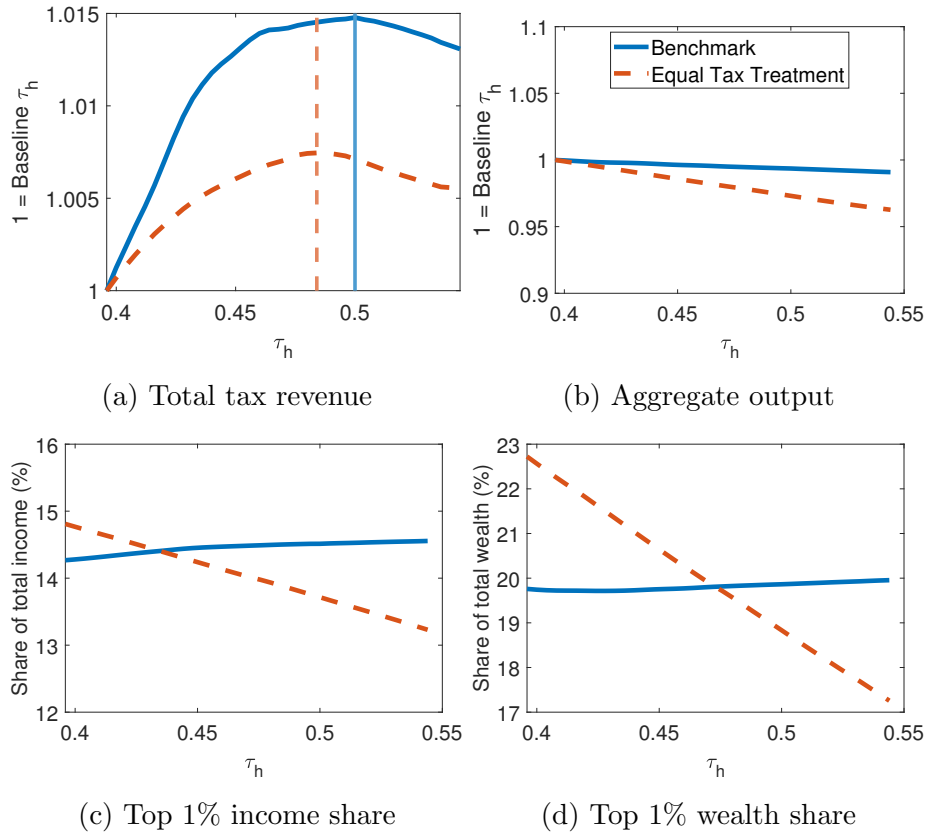 1.015
1.01
1.005
1
1 = Baseline τh
0.4 0.45 0.5
τh
(a) Total tax revenue
1.1
1.05
1
0.95
0.9
1 = Baseline τh
Benchmark
Equal Tax Treatment
0.4 0.45 0.5 0.55
τh
(b) Aggregate output
16
15
14
13
12
Share of total income (%)
0.4 0.45 0.5 0.55
τh
(c) Top 1% income share
23
22
21
20
19
18
17
Share of total wealth (%)
0.4 0.45 0.5 0.55
τh
(d) Top 1% wealth share